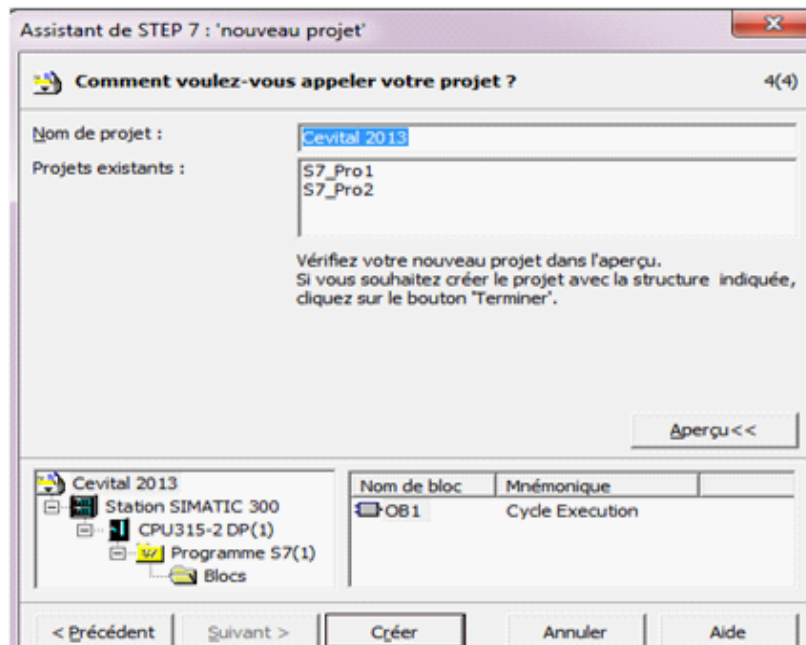 Assistant de STEP 7 : 'nouveau projet'
Comment voulez-vous appeler votre projet ? 4(4)
Nom de projet : Cevital 2013
Projets existants : S7_Pro1
S7_Pro2
Vérifiez votre nouveau projet dans l'aperçu.
Si vous souhaitez créer le projet avec la structure indiquée,
cliquez sur le bouton 'Terminer'.
Aperçu<<
Cevital 2013
Station SIMATIC 300
CPU315-2 DP(1)
Programme S7(1)
Blocs
Nom de bloc Mnémonique
OB1 Cycle Execution
< Précédent Suivant > Créer Annuler Aide